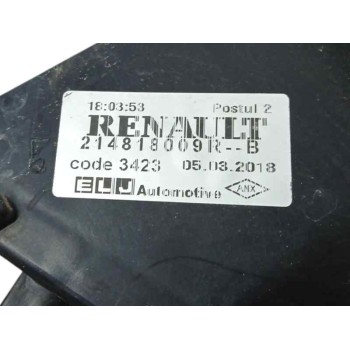 18:03:53 Postul 2
RENAULT
214818009R--B
code 3423 05.03.2018
ELJ Automotive ANX